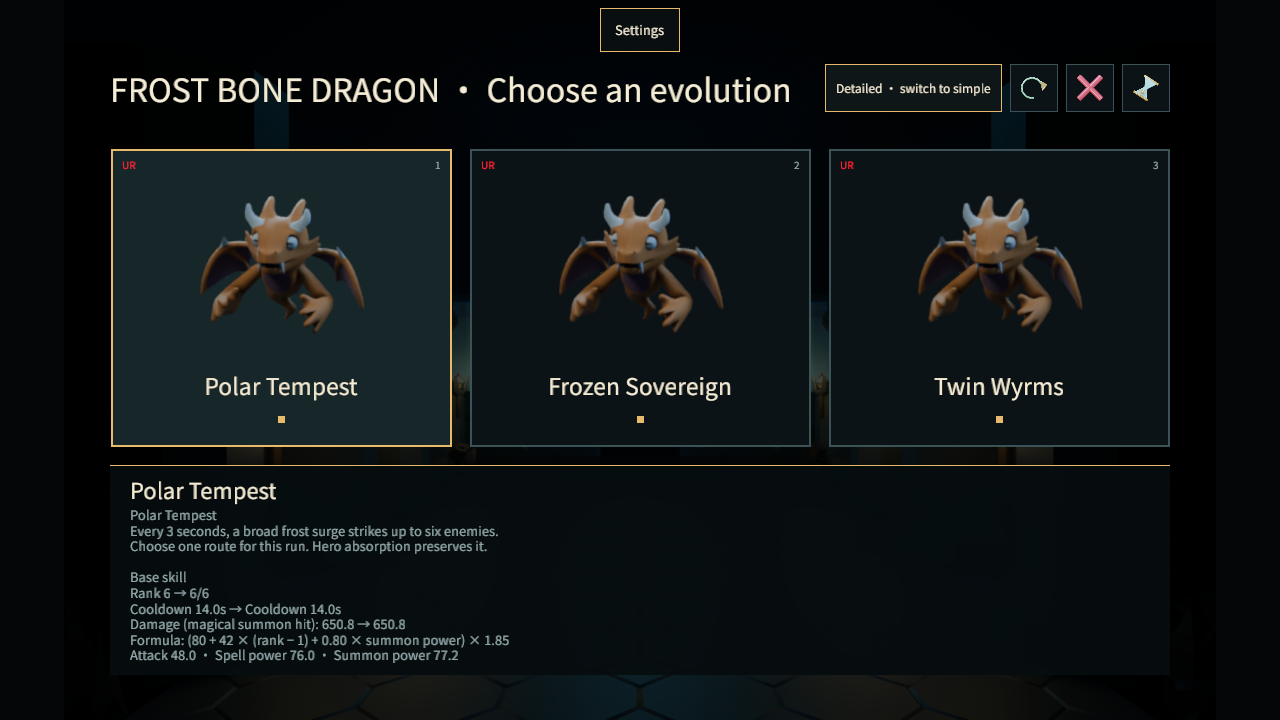 Settings
FROST BONE DRAGON • Choose an evolution
Detailed • switch to simple
UR 1
UR 2
UR 3
Polar Tempest
Frozen Sovereign
Twin Wyrms
Polar Tempest
Polar Tempest
Every 3 seconds, a broad frost surge strikes up to six enemies.
Choose one route for this run. Hero absorption preserves it.
Base skill
Rank 6 → 6/6
Cooldown 14.0s → Cooldown 14.0s
Damage (magical summon hit): 650.8 → 650.8
Formula: (80 + 42 × (rank − 1) + 0.80 × summon power) × 1.85
Attack 48.0 • Spell power 76.0 • Summon power 77.2